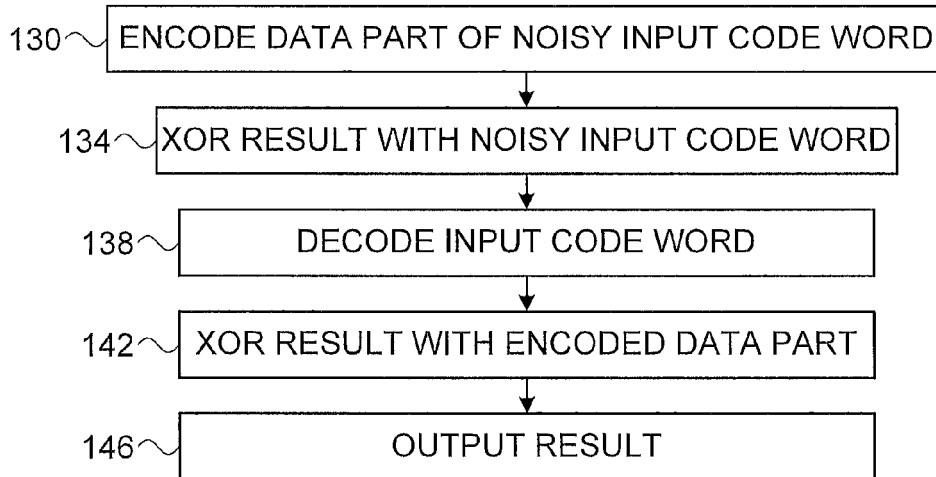 130 ENCODE DATA PART OF NOISY INPUT CODE WORD
134 XOR RESULT WITH NOISY INPUT CODE WORD
138 DECODE INPUT CODE WORD
142 XOR RESULT WITH ENCODED DATA PART
146 OUTPUT RESULT